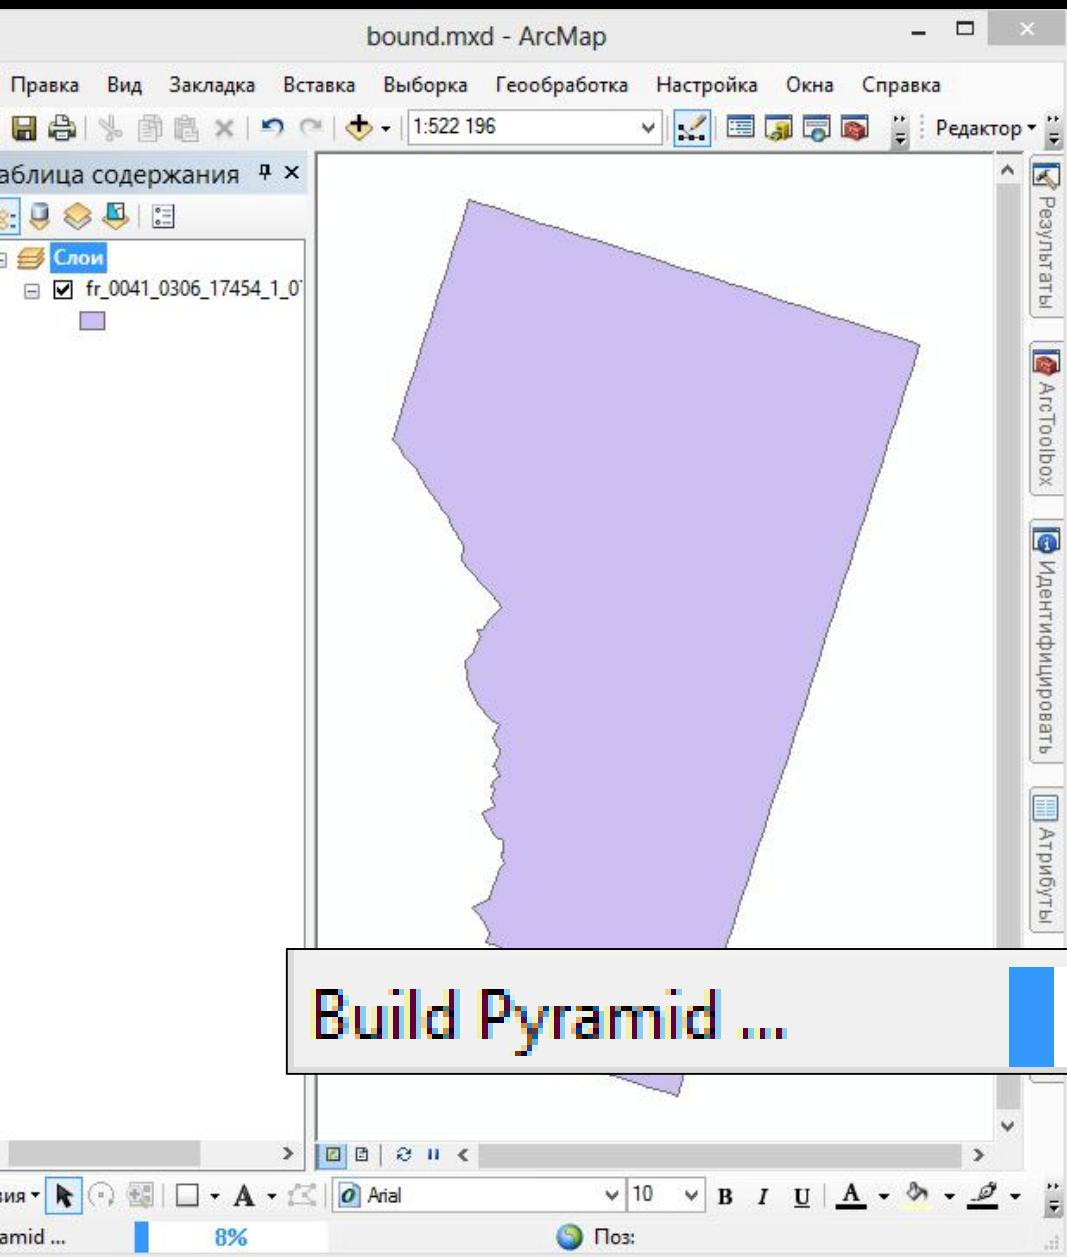 bound.mxd - ArcMap
Правка Вид Закладка Вставка Выборка Геообработка Настройка Окна Справка
1:522 196 Редактор
аблица содержания
Слои
fr_0041_0306_17454_1_0
Результаты
ArcToolbox
Идентифицировать
Атрибуты
Build Pyramid ...
A Arial 10 B I U A
amid ... 8% Поз: